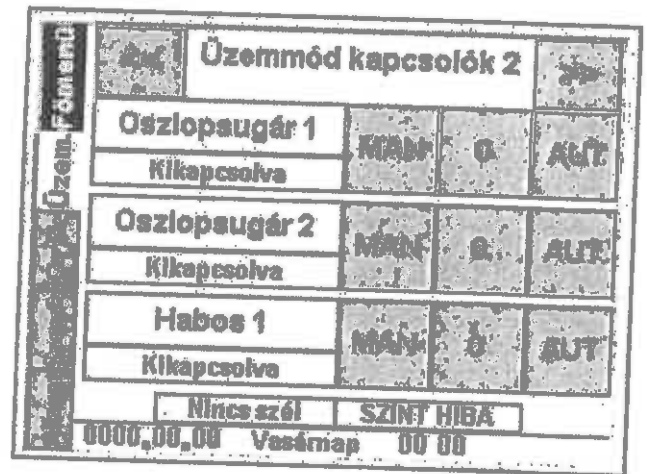 Főmenü
Üzem.
<< Üzemmód kapcsolók 2 >>
Oszlopsugár 1 MAN 0 AUT
Kikapcsolva
Oszlopsugár 2 MAN 0 AUT
Kikapcsolva
Habos 1 MAN 0 AUT
Kikapcsolva
Nincs szél SZINT HIBA
0000.00.00 Vasárnap 00 00